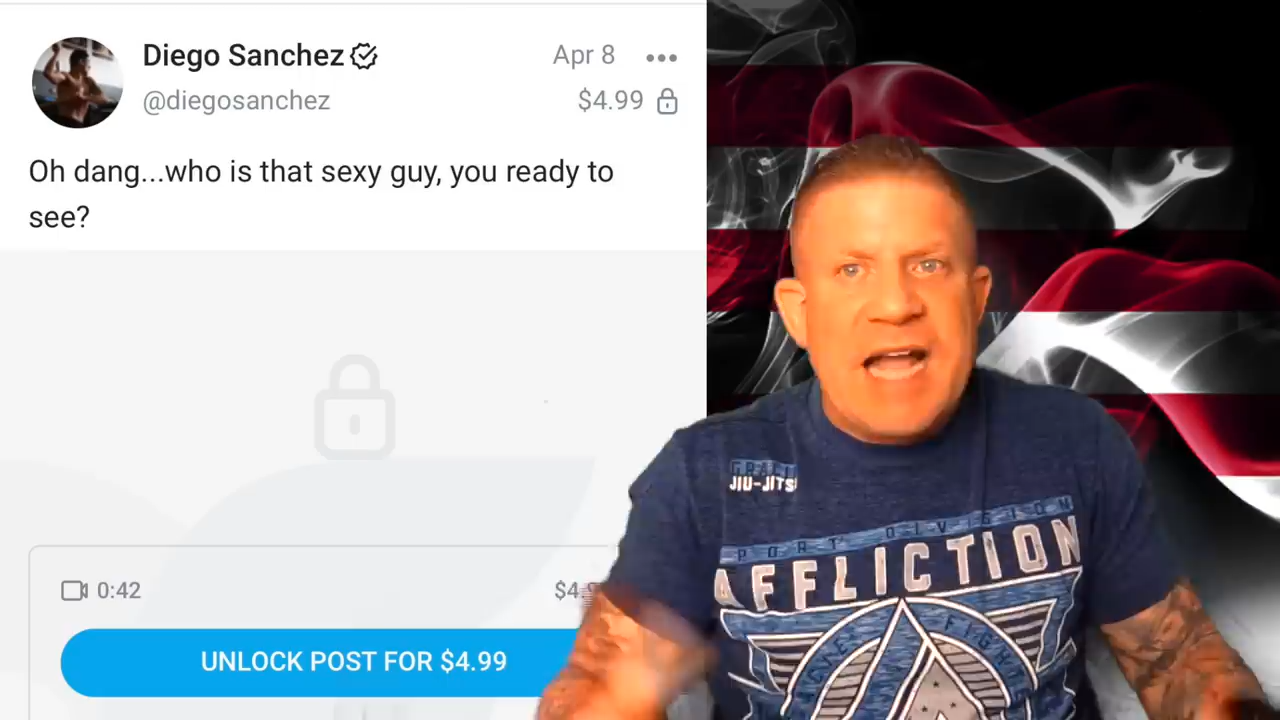 Diego Sanchez
Apr 8
@diegosanchez
$4.99
Oh dang...who is that sexy guy, you ready to
see?
0:42
UNLOCK POST FOR $4.99
JIU-JITS
AFFLICTION